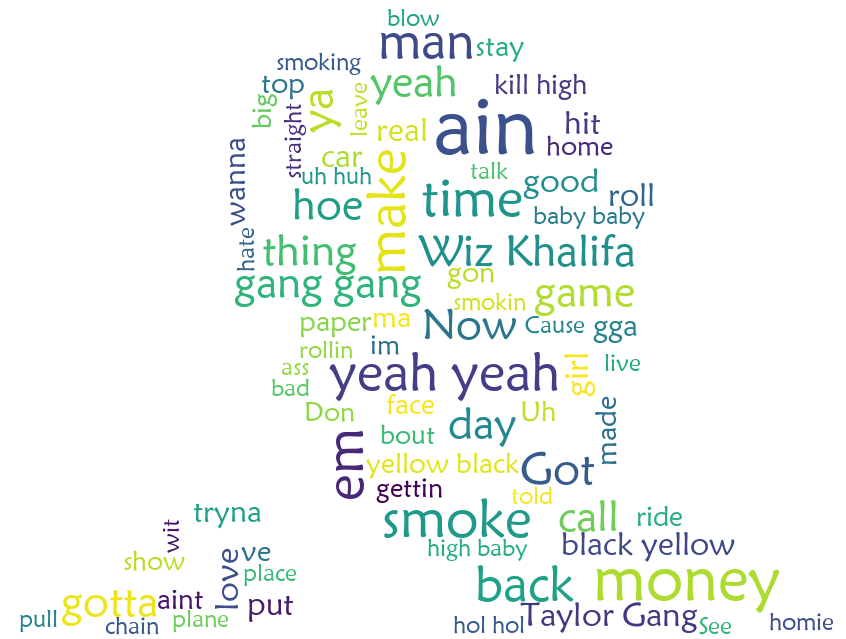 blow
man
stay
smoking
top
yeah
kill high
big
ya
leave
straight
real
ain
hit
car
home
wanna
make
talk
uh huh
good
hoe
time
roll
baby baby
hate
thing
Wiz Khalifa
gon
gang gang
smokin
game
paper
ma
Now
Cause
gga
rollin
im
ass
yeah yeah
girl
live
bad
Don
face
Uh
made
bout
day
em
yellow black
Got
gettin
told
tryna
smoke
call
ride
wit
high baby
black yellow
show
love
ve
place
back
money
gotta
aint
put
pull
chain
plane
hol hol
Taylor Gang
See
homie